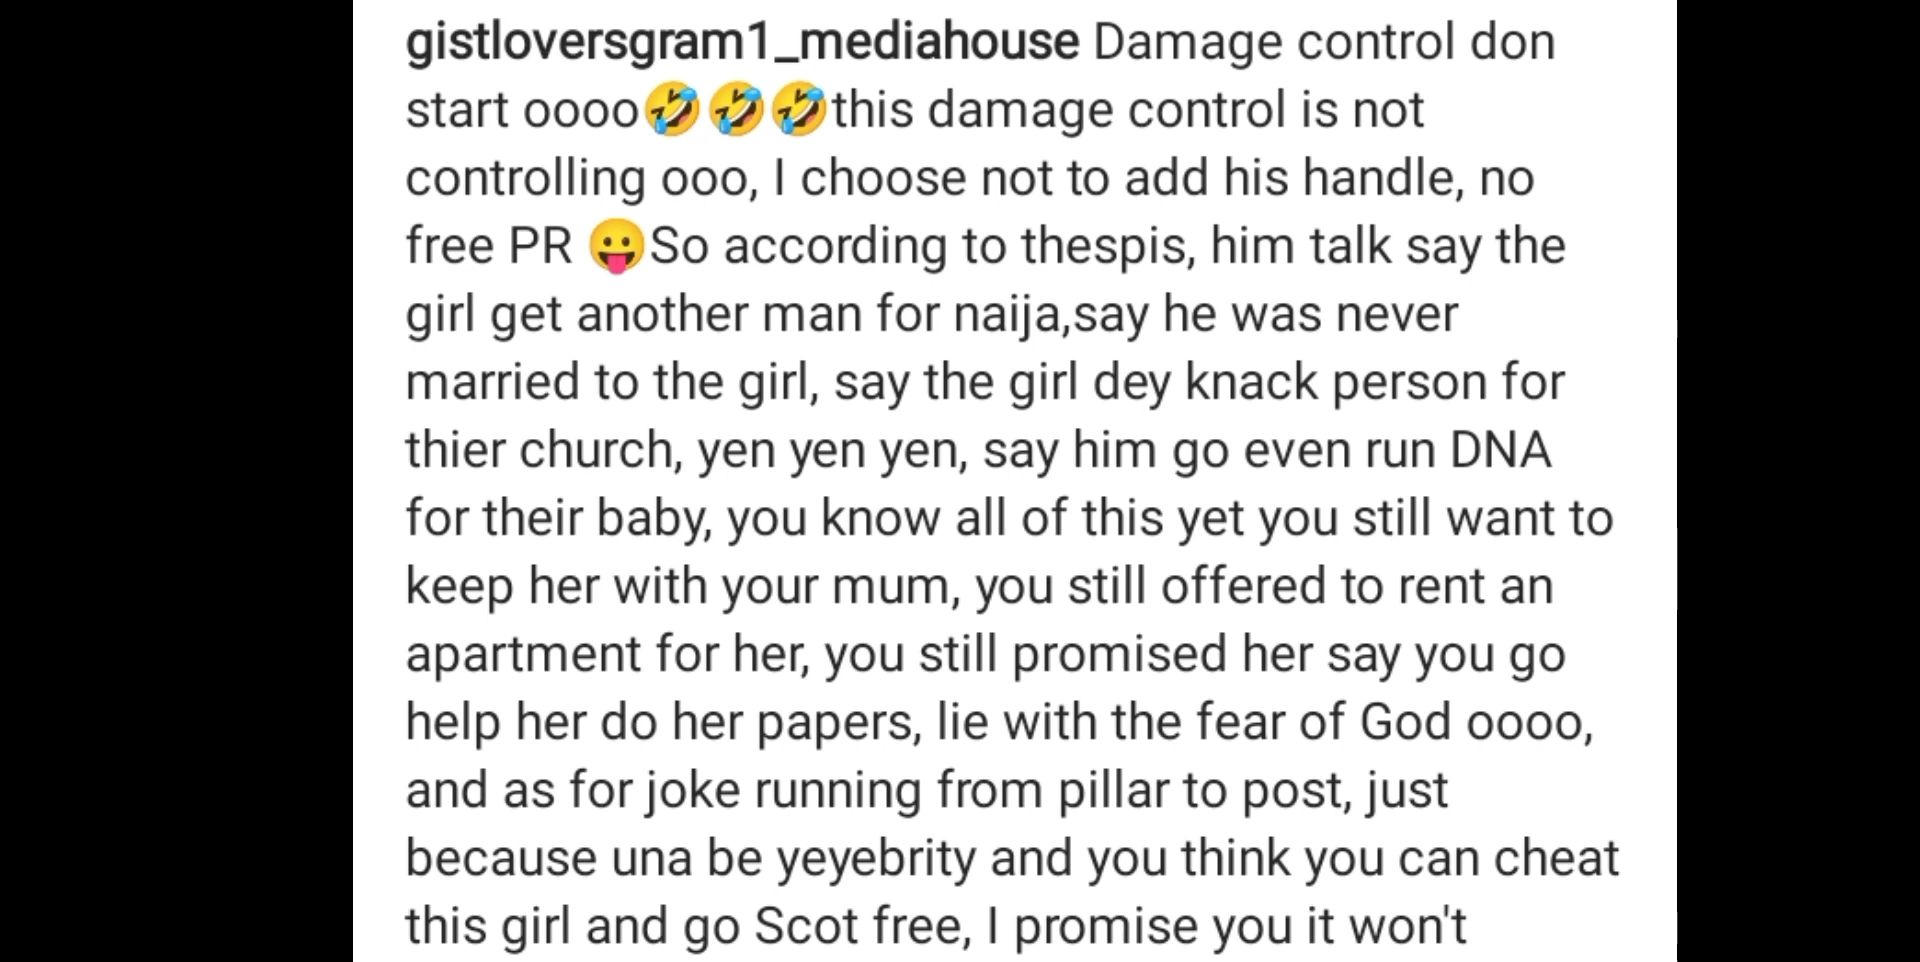 gistloversgram1_mediahouse Damage control don
start oooo🤣🤣🤣this damage control is not
controlling ooo, I choose not to add his handle, no
free PR 😛So according to thespis, him talk say the
girl get another man for naija,say he was never
married to the girl, say the girl dey knack person for
thier church, yen yen yen, say him go even run DNA
for their baby, you know all of this yet you still want to
keep her with your mum, you still offered to rent an
apartment for her, you still promised her say you go
help her do her papers, lie with the fear of God oooo,
and as for joke running from pillar to post, just
because una be yeyebrity and you think you can cheat
this girl and go Scot free, I promise you it won't